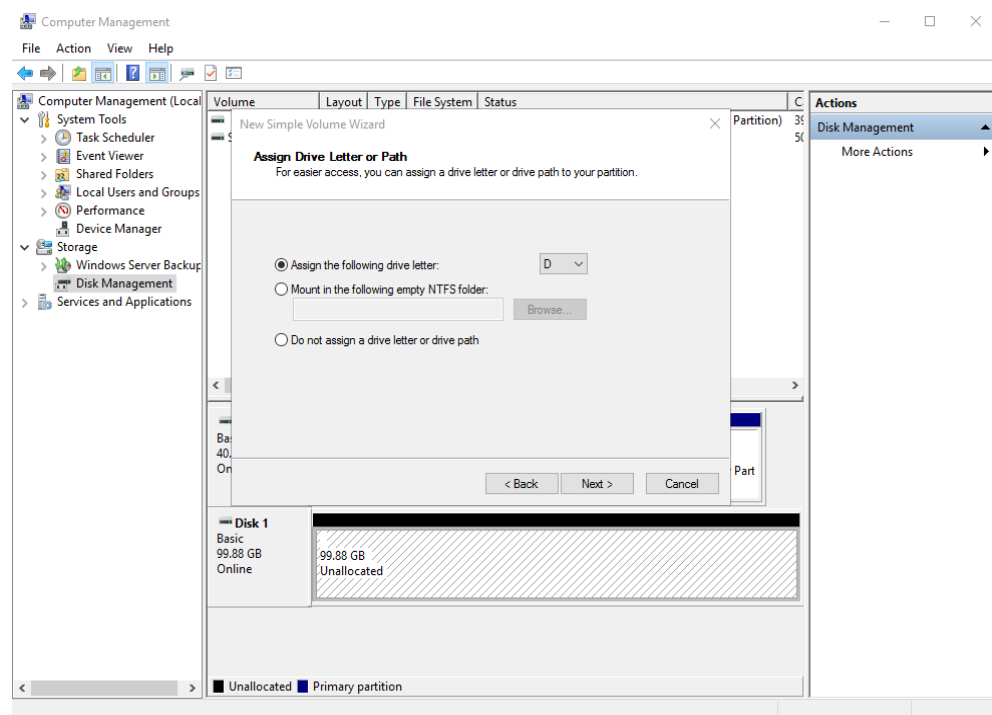 Computer Management
File Action View Help
Computer Management (Local
System Tools
Task Scheduler
Event Viewer
Shared Folders
Local Users and Groups
Performance
Device Manager
Storage
Windows Server Backup
Disk Management
Services and Applications
Volume Layout Type File System Status C
Partition) 39
S 50
New Simple Volume Wizard
Assign Drive Letter or Path
For easier access, you can assign a drive letter or drive path to your partition.
Assign the following drive letter: D
Mount in the following empty NTFS folder:
Browse...
Do not assign a drive letter or drive path
< Back Next > Cancel
Bas
40.
On
Part
Disk 1
Basic
99.88 GB
Online
99.88 GB
Unallocated
Unallocated Primary partition
Actions
Disk Management
More Actions